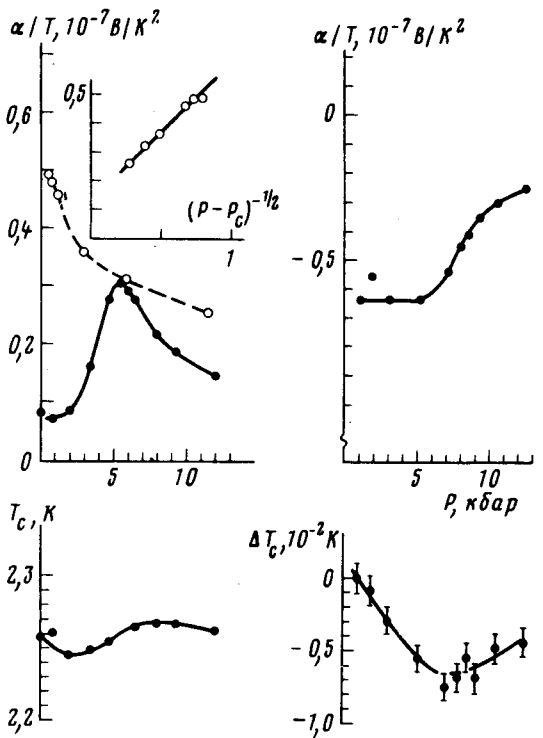 α/T, 10⁻⁷ В/К²
0,6
0,4
0,2
0
5
10
0,5
(P−P_c)^{−1/2}
1
α/T, 10⁻⁷ В/К²
0
−0,5
5
10
P, кбар
T_c, К
2,3
2,2
ΔT_c, 10⁻² К
0
−0,5
−1,0